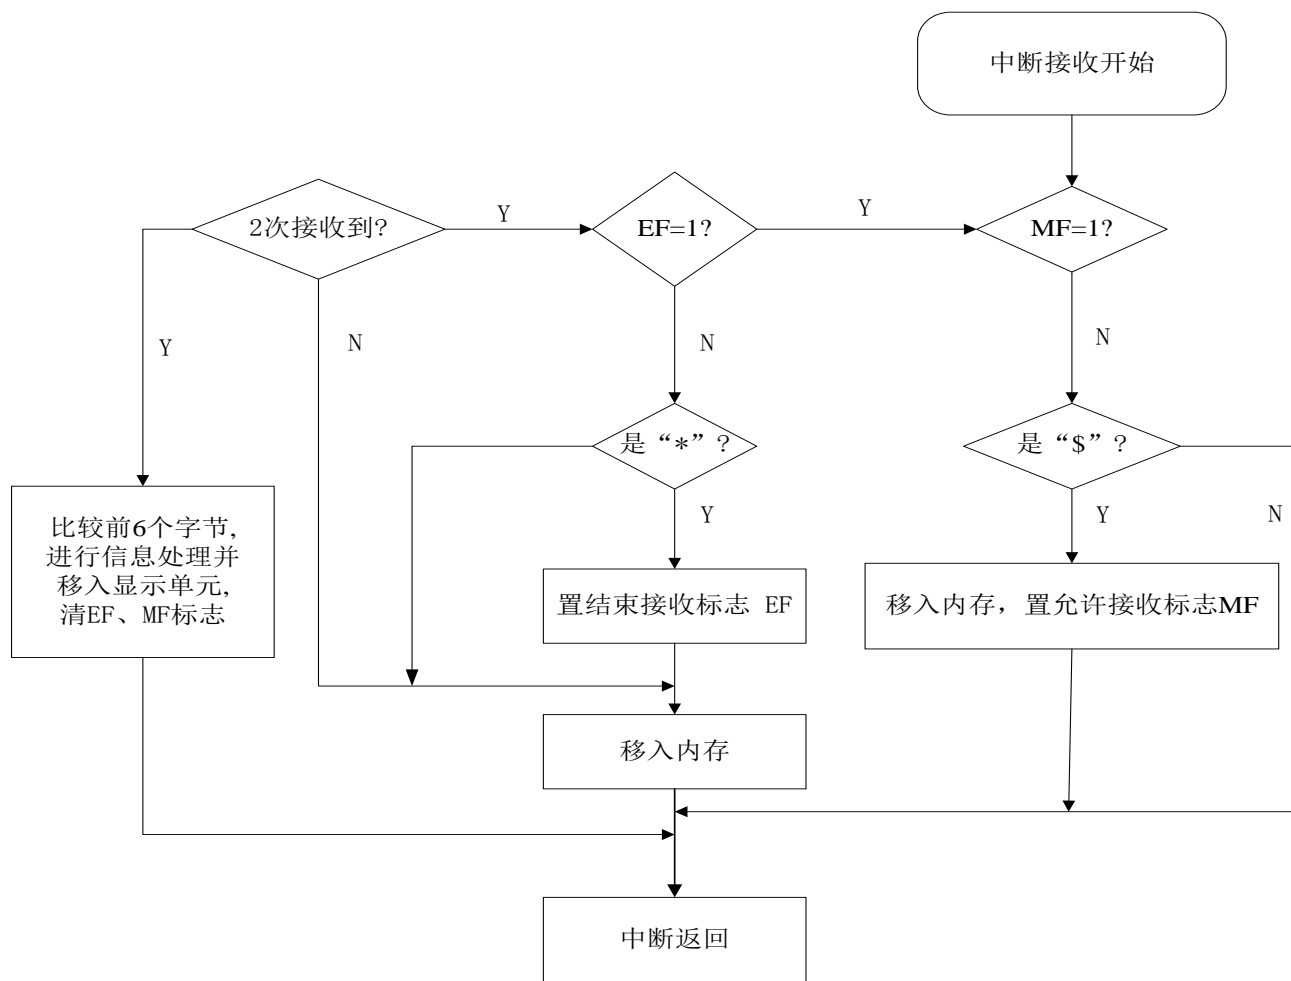 中断接收开始
2次接收到?
Y
EF=1?
Y
MF=1?
Y
N
N
N
是“*”?
是“$”?
比较前6个字节,
进行信息处理并
移入显示单元,
清EF、MF标志
Y
Y
N
置结束接收标志 EF
移入内存，置允许接收标志MF
移入内存
中断返回